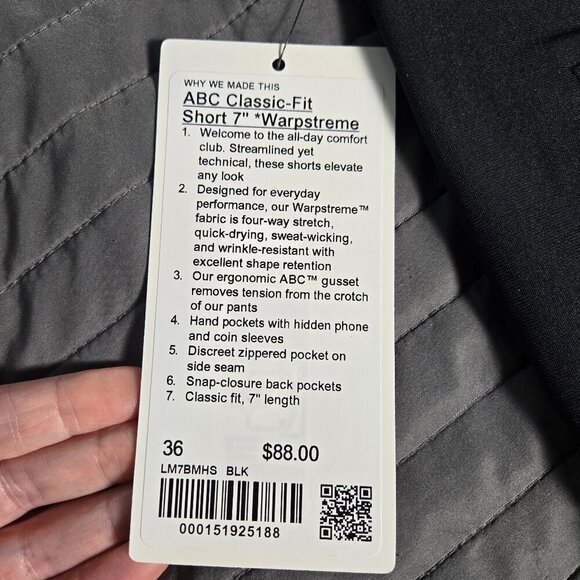 WHY WE MADE THIS
ABC Classic-Fit
Short 7" *Warpstreme
1. Welcome to the all-day comfort
club. Streamlined yet
technical, these shorts elevate
any look
2. Designed for everyday
performance, our Warpstreme™
fabric is four-way stretch,
quick-drying, sweat-wicking,
and wrinkle-resistant with
excellent shape retention
3. Our ergonomic ABC™ gusset
removes tension from the crotch
of our pants
4. Hand pockets with hidden phone
and coin sleeves
5. Discreet zippered pocket on
side seam
6. Snap-closure back pockets
7. Classic fit, 7" length
36 $88.00
LM7BMHS BLK
000151925188